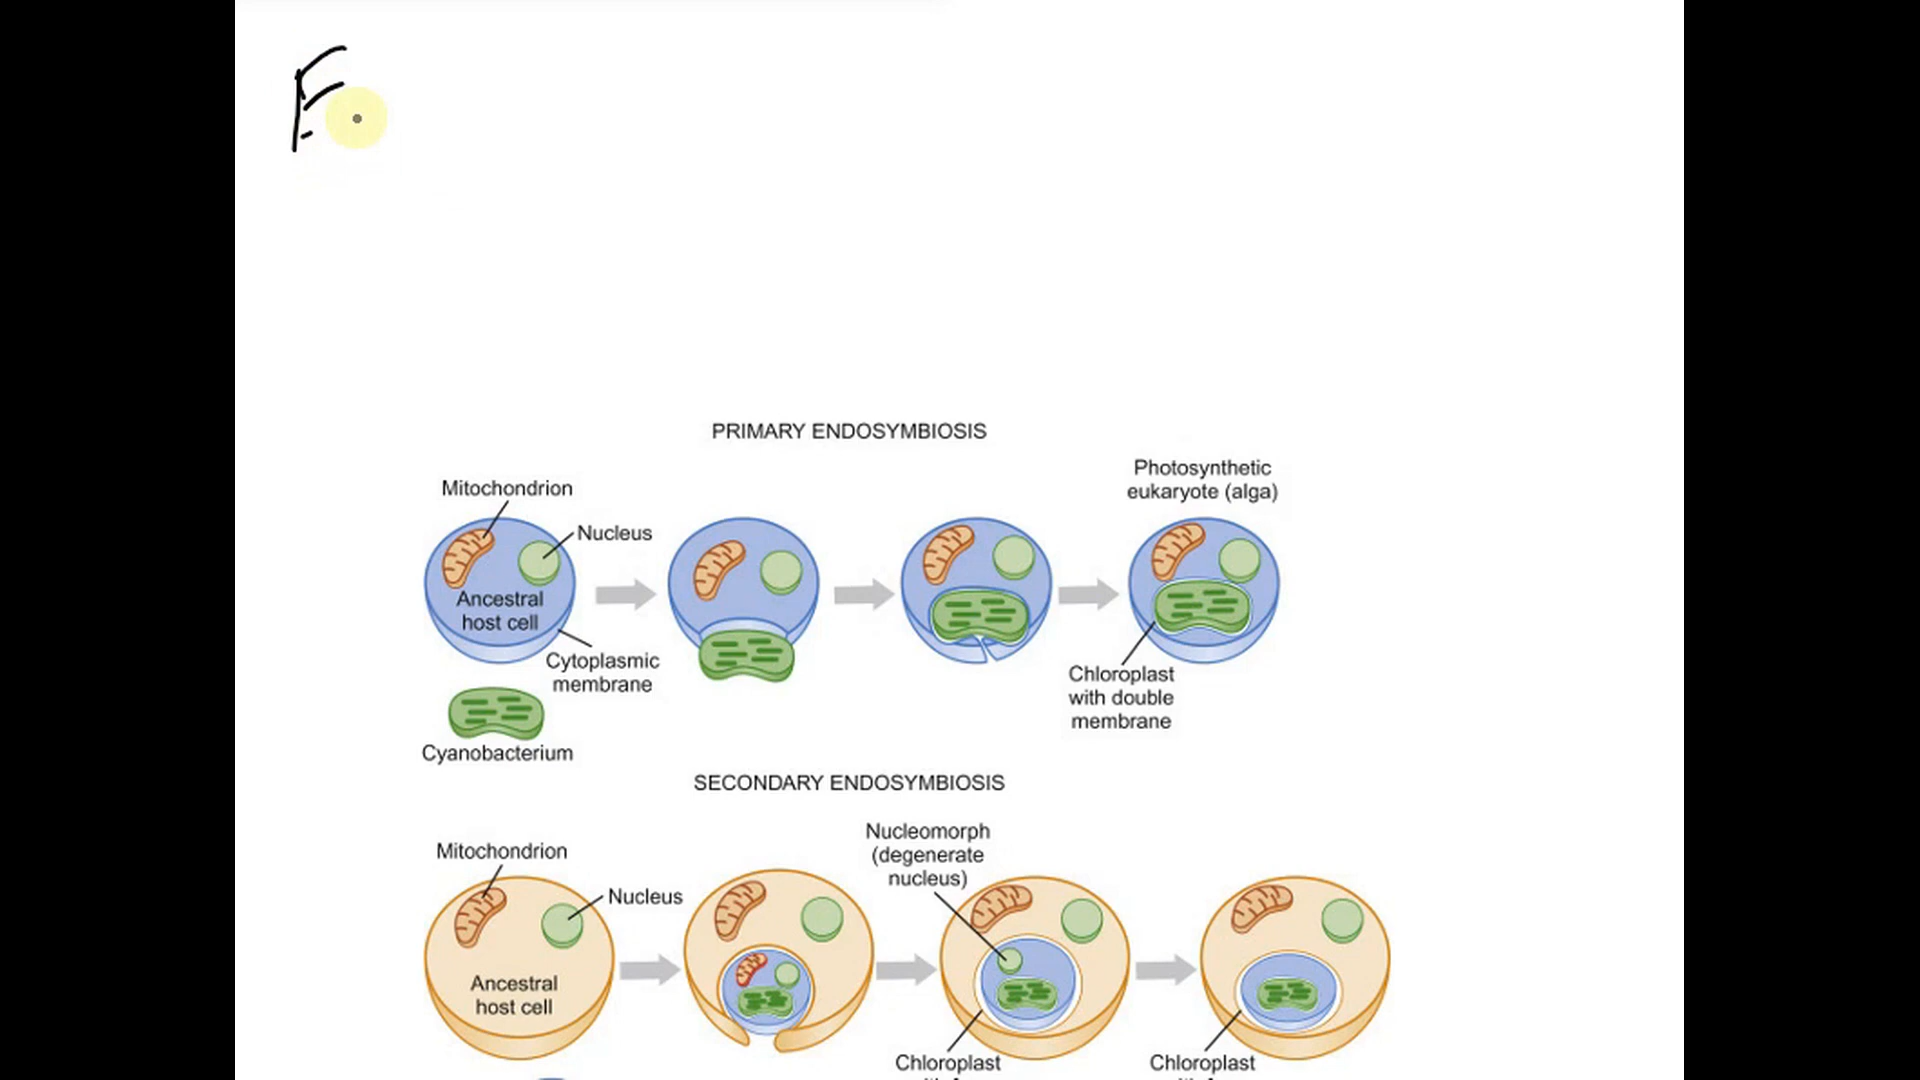 E
PRIMARY ENDOSYMBIOSIS
Photosynthetic
eukaryote (alga)
Mitochondrion
Nucleus
Ancestral
host cell
Cytoplasmic
membrane
Chloroplast
with double
membrane
Cyanobacterium
SECONDARY ENDOSYMBIOSIS
Nucleomorph
(degenerate
nucleus)
Mitochondrion
Nucleus
Ancestral
host cell
Chloroplast
Chloroplast